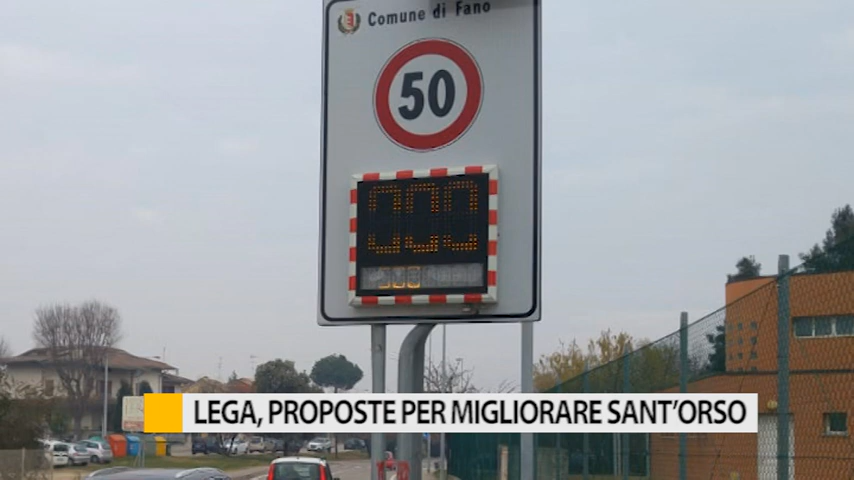 Comune di Fano
50
000
LEGA, PROPOSTE PER MIGLIORARE SANT'ORSO